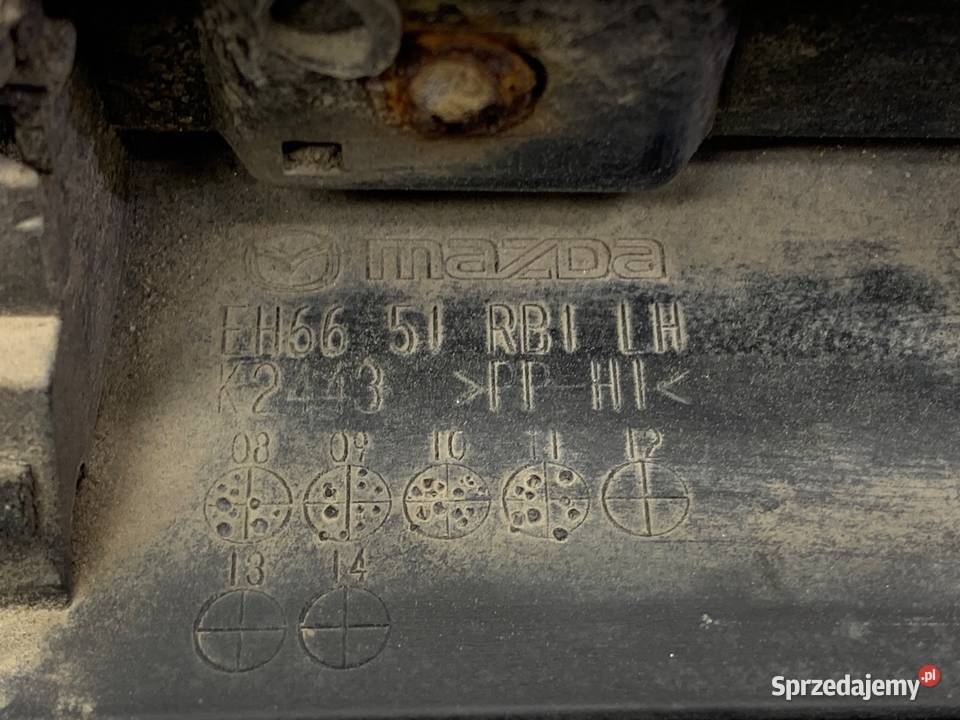 mazda
EH66 51 RB1 LH
K2443 >PP-HI<
08 09 10 11 12
13 14
Sprzedajemy.pl